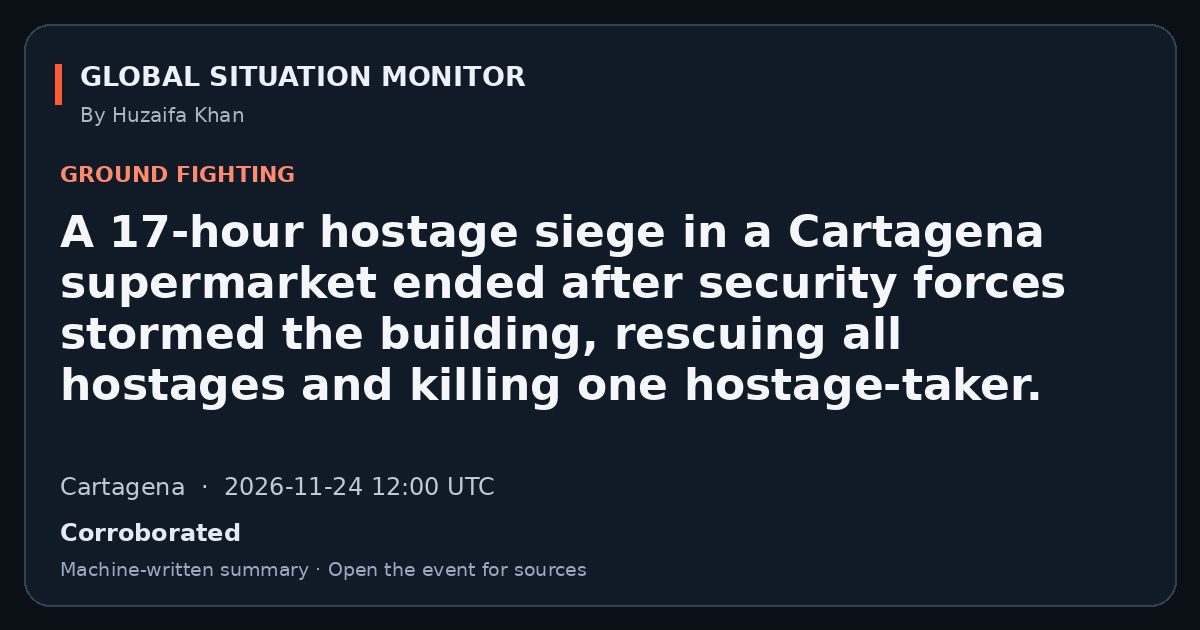 GLOBAL SITUATION MONITOR
By Huzaifa Khan
GROUND FIGHTING
A 17-hour hostage siege in a Cartagena
supermarket ended after security forces
stormed the building, rescuing all
hostages and killing one hostage-taker.
Cartagena · 2026-11-24 12:00 UTC
Corroborated
Machine-written summary · Open the event for sources